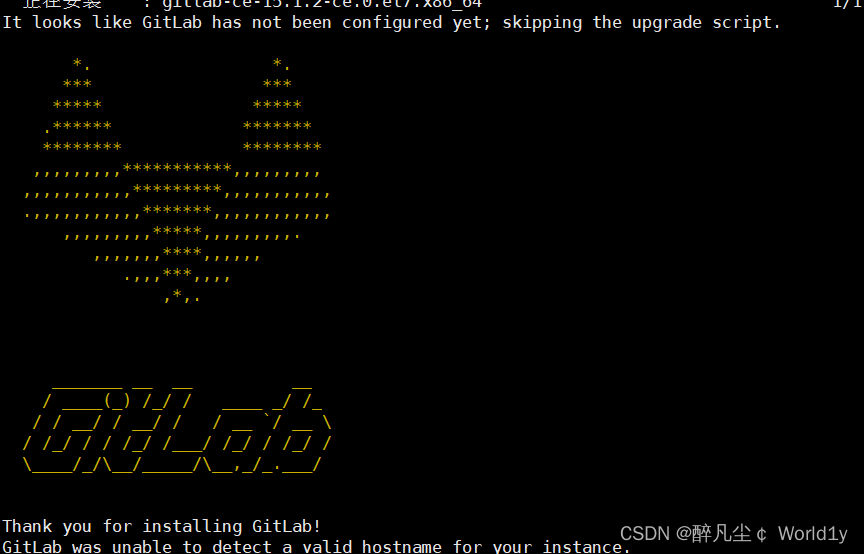 正在安装    : gitlab-ce-15.1.2-ce.0.el7.x86_64                                   1/1
It looks like GitLab has not been configured yet; skipping the upgrade script.
       *.                  *.
      ***                 ***
     *****               *****
    .******             *******
    ********            ********
   ,,,,,,,,,***********,,,,,,,,,
  ,,,,,,,,,,,*********,,,,,,,,,,,
  .,,,,,,,,,,,*******,,,,,,,,,,,,
      ,,,,,,,,,*****,,,,,,,,,.
         ,,,,,,,****,,,,,,
            .,,,***,,,,
                ,*,.
     _______ __  __          __
    / ____(_) /_/ /   ____ _/ /_
   / / __/ / __/ /   / __ `/ __ \
  / /_/ / / /_/ /___/ /_/ / /_/ /
  \____/_/\__/_____/\__,_/_.___/
Thank you for installing GitLab!
GitLab was unable to detect a valid hostname for your instance.
CSDN @醉凡尘￠ World1y